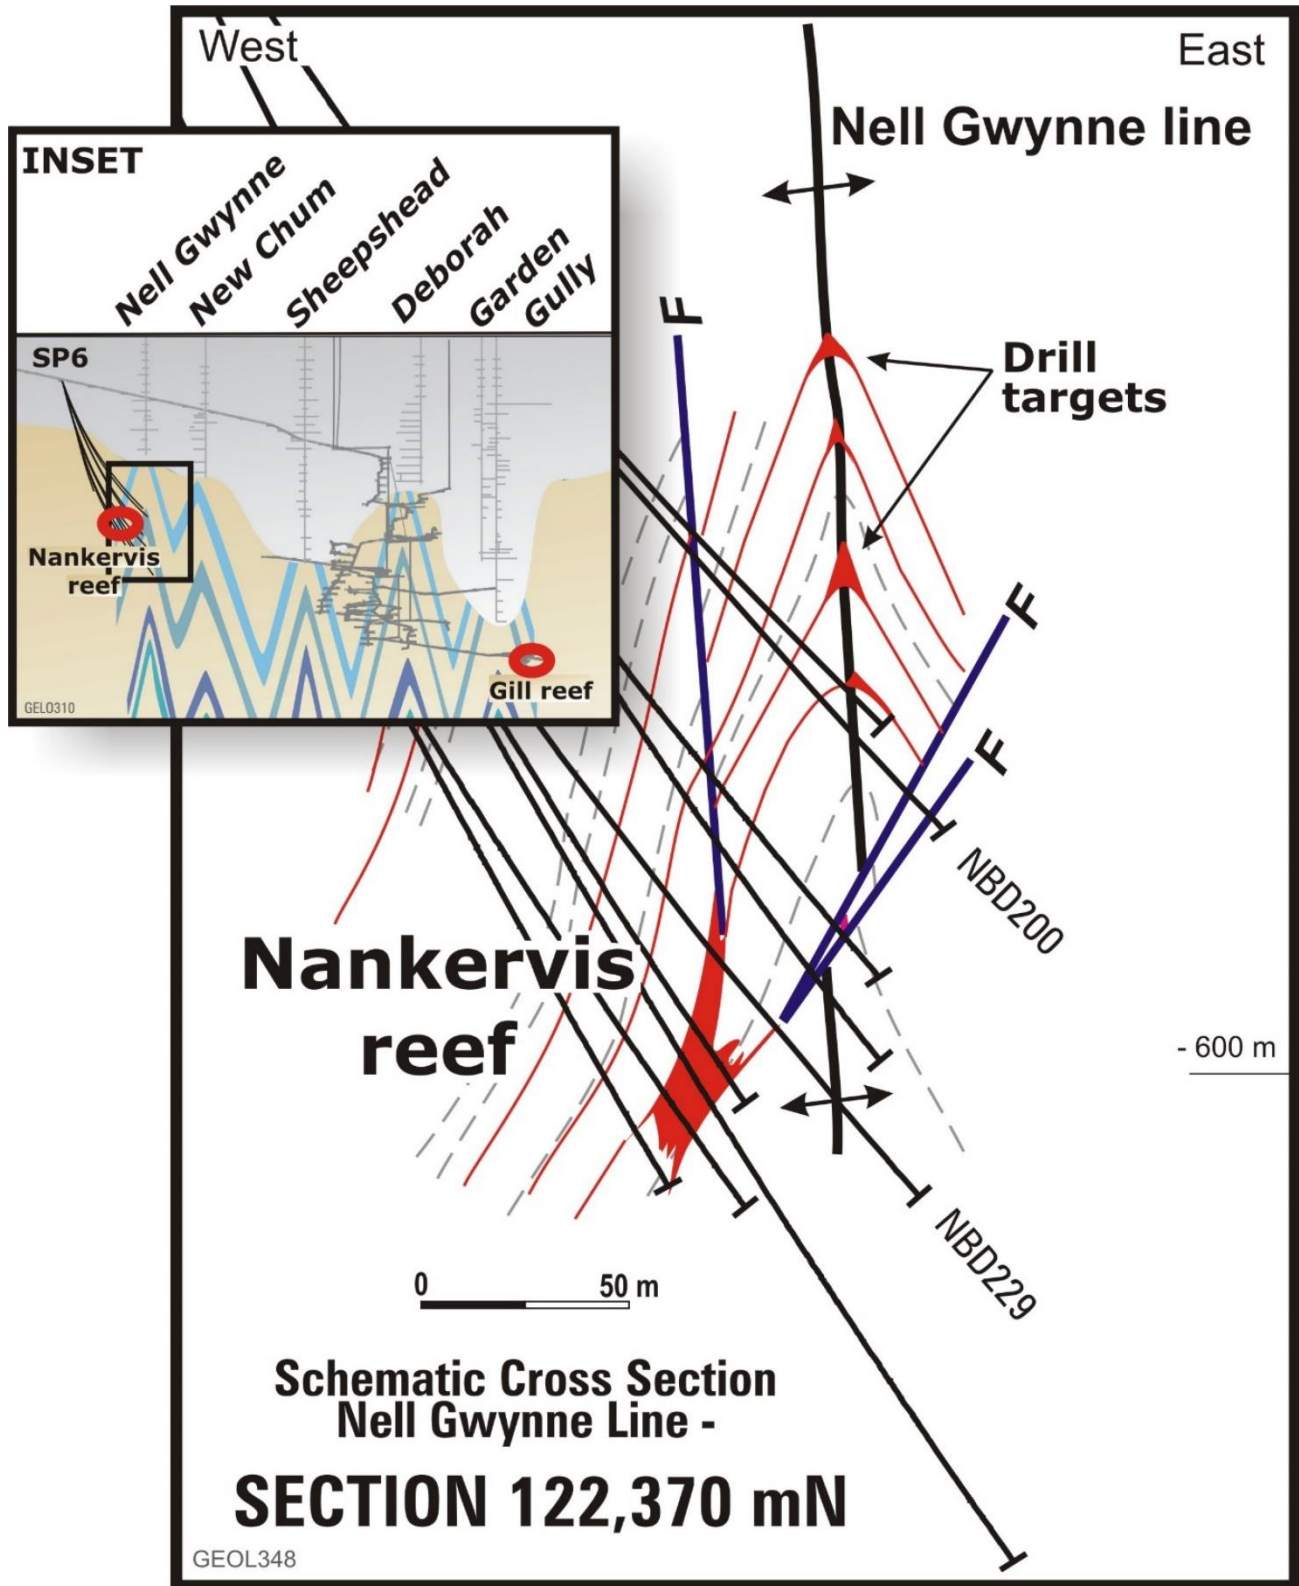 West
East
Nell Gwynne line
INSET
Nell Gwynne
New Chum
Sheepshead
Deborah
Garden
Gully
SP6
Nankervis
reef
Gill reef
GEL0310
F
Drill
targets
F
F
NBD200
Nankervis
reef
- 600 m
NBD229
0 50 m
Schematic Cross Section
Nell Gwynne Line -
SECTION 122,370 mN
GEOL348